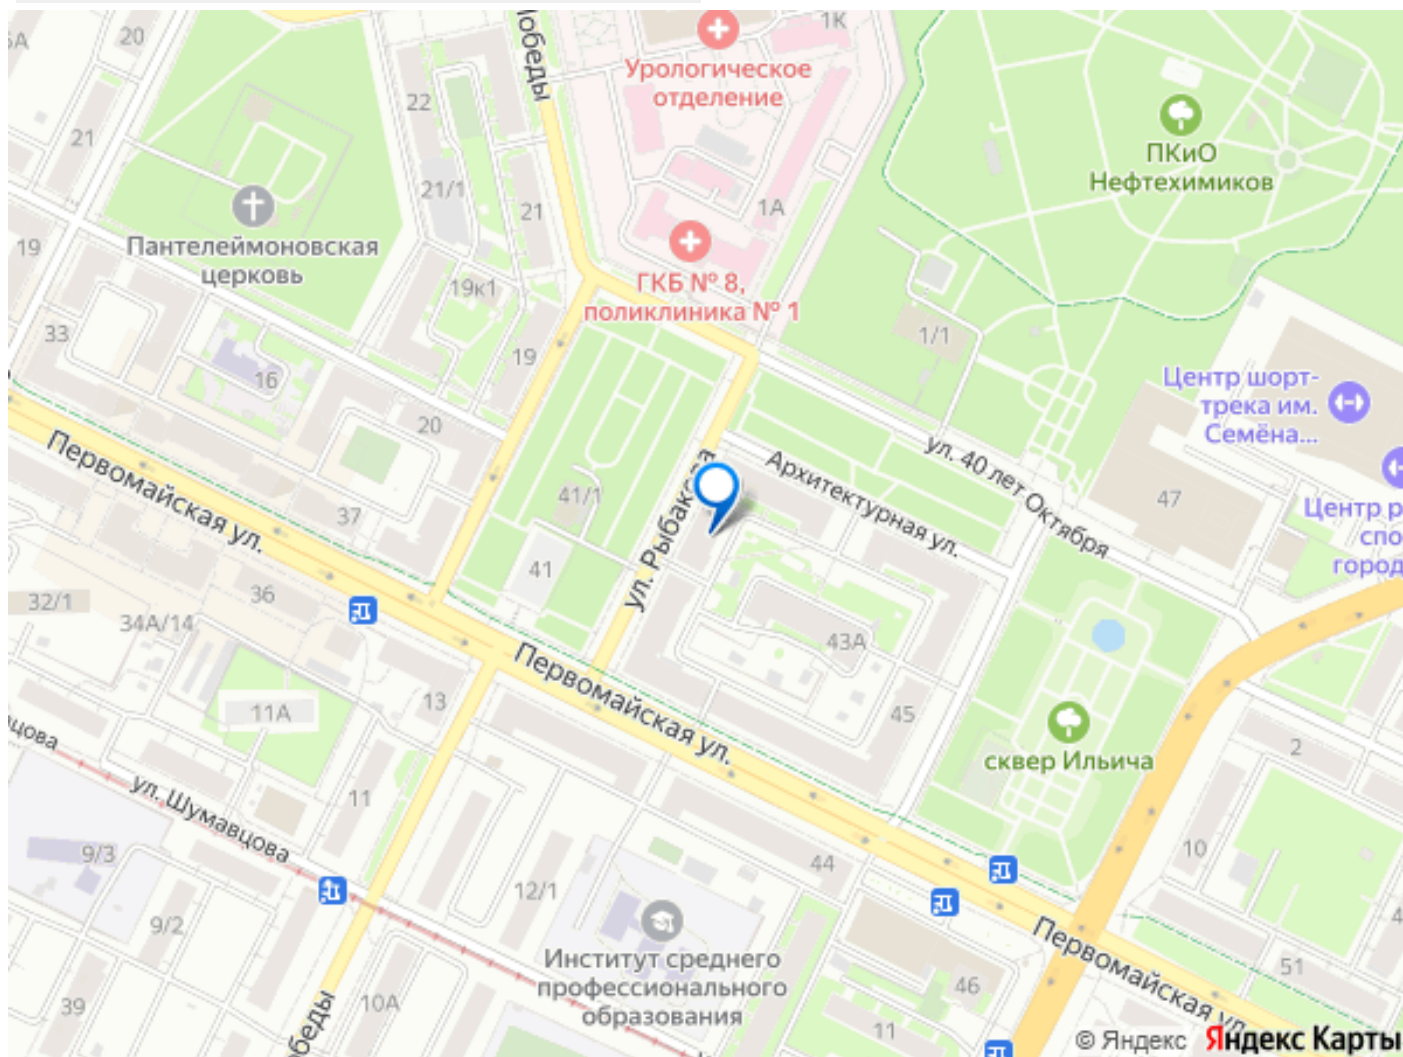 20
1К
Победы
Урологическое
отделение
22
ПКиО
Нефтехимиков
21
21/1
21
1А
Пантелеймоновская
церковь
19
ГКБ № 8,
поликлиника № 1
19к1
33
19
1/1
16
Центр шорт-
трека им.
Семёна...
20
Первомайская ул.
ул. 40 лет Октября
Архитектурная ул.
ул. Рыбакова
41/1
47
37
41
36
32/1
34А/14
43А
Первомайская ул.
11А
13
45
2
сквер Ильича
ул. Шумавцова
11
9/3
44
10
12/1
9/2
Институт среднего
профессионального
образования
Первомайская ул.
51
46
39
10А
11
© Яндекс Яндекс Карты